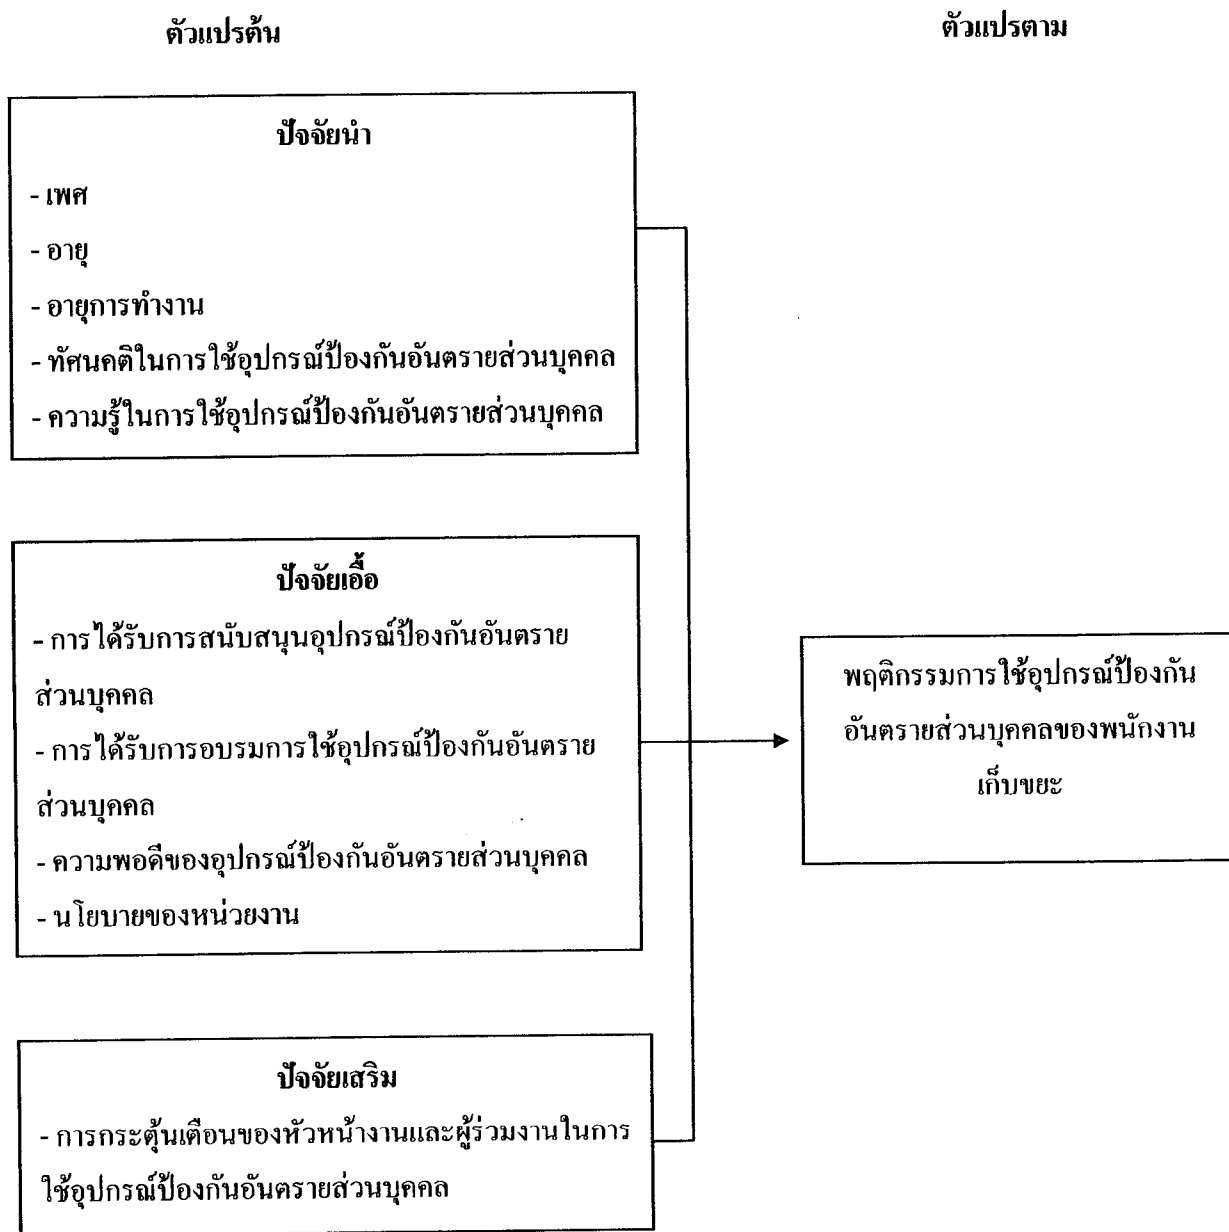 ตัวแปรต้น
ตัวแปรตาม
ปัจจัยนำ
- เพศ
- อายุ
- อายุการทำงาน
- ทัศนคติในการใช้อุปกรณ์ป้องกันอันตรายส่วนบุคคล
- ความรู้ในการใช้อุปกรณ์ป้องกันอันตรายส่วนบุคคล
ปัจจัยเอื้อ
- การได้รับการสนับสนุนอุปกรณ์ป้องกันอันตราย
ส่วนบุคคล
- การได้รับการอบรมการใช้อุปกรณ์ป้องกันอันตราย
ส่วนบุคคล
- ความพอดีของอุปกรณ์ป้องกันอันตรายส่วนบุคคล
- นโยบายของหน่วยงาน
พฤติกรรมการใช้อุปกรณ์ป้องกัน
อันตรายส่วนบุคคลของพนักงาน
เก็บขยะ
ปัจจัยเสริม
- การกระตุ้นเตือนของหัวหน้างานและผู้ร่วมงานในการ
ใช้อุปกรณ์ป้องกันอันตรายส่วนบุคคล